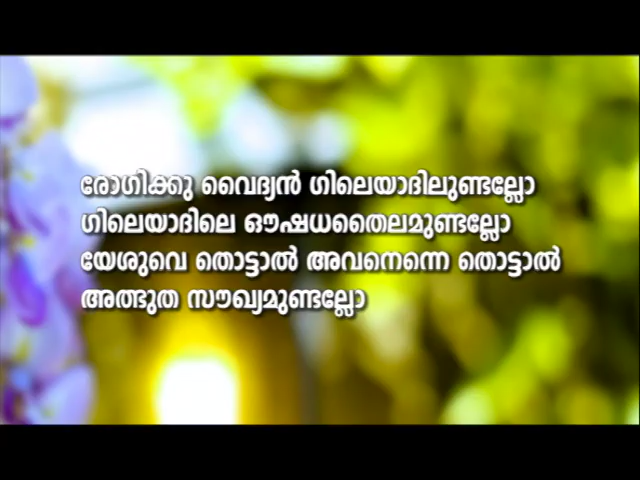 രോഗിക്കു വൈദ്യൻ ഗിലെയാദിലുണ്ടല്ലോ
ഗിലെയാദിലെ ഔഷധതൈലമുണ്ടല്ലോ
യേശുവെ തൊട്ടാൽ അവനെന്നെ തൊട്ടാൽ
അത്ഭുത സൗഖ്യമുണ്ടല്ലോ